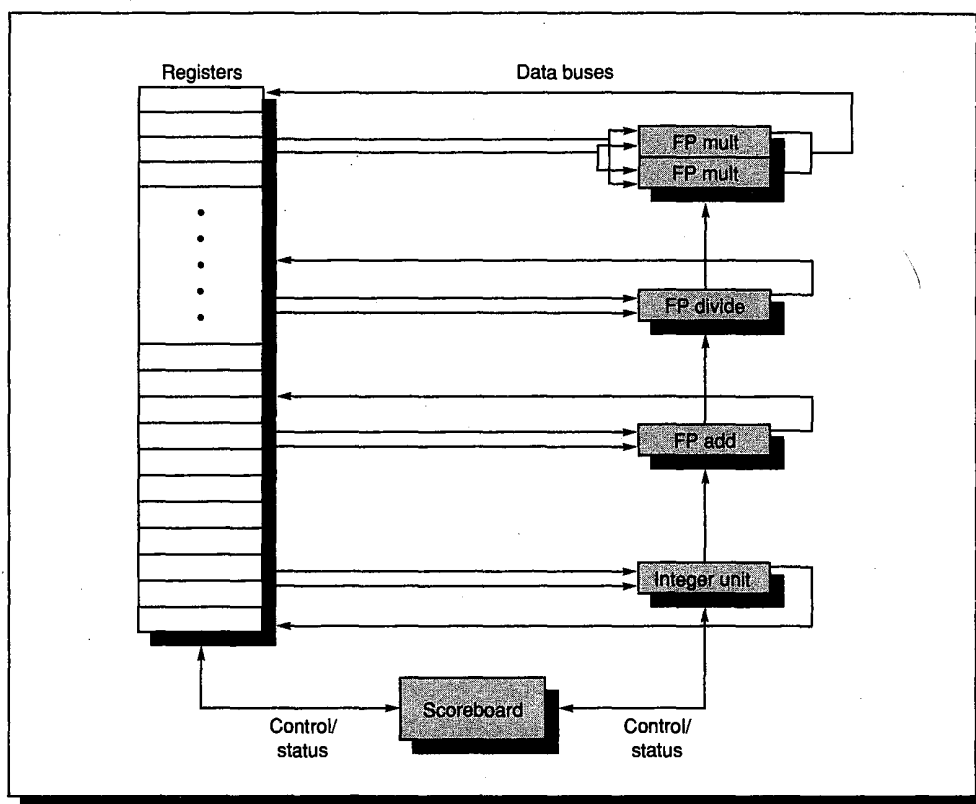 Registers
Data buses
FP mult
FP mult
FP divide
FP add
Integer unit
Scoreboard
Control/
status
Control/
status